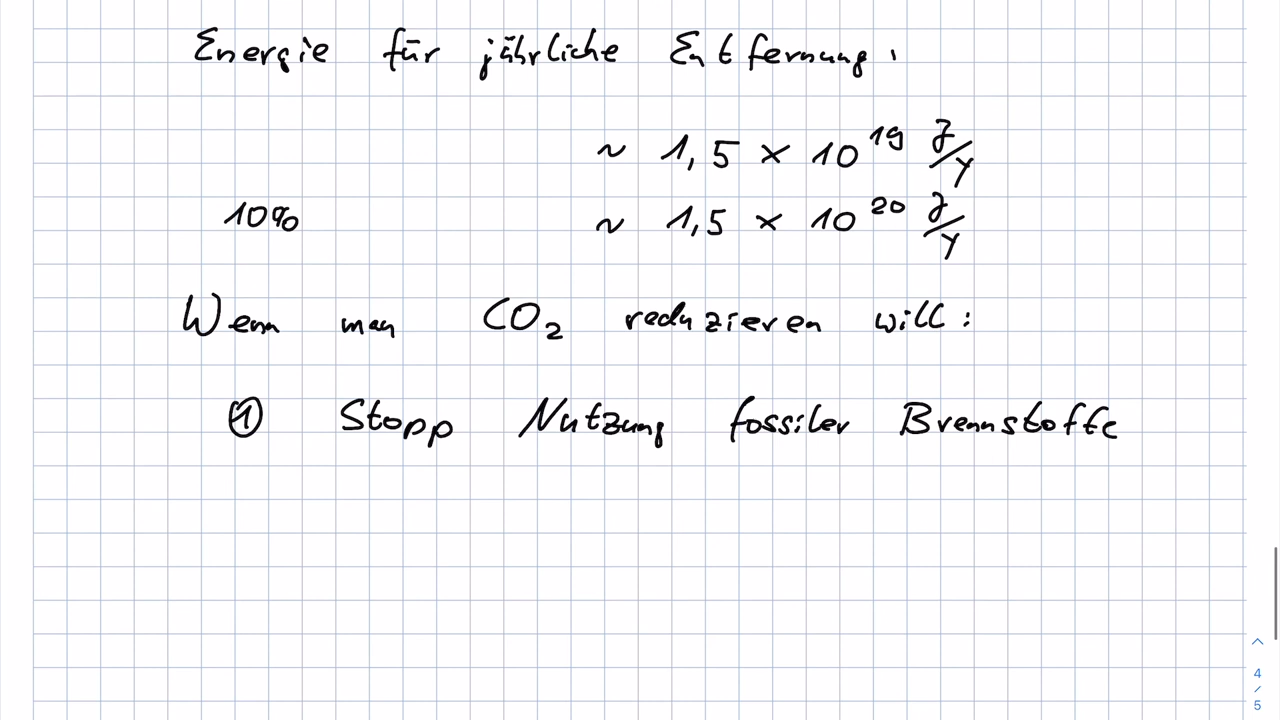 Energie für jährliche Entfernung :
~ 1,5 × 10¹⁹ J/y
10% ~ 1,5 × 10²⁰ J/y
Wenn man CO₂ reduzieren will :
① Stopp Nutzung fossiler Brennstoffe
4
/
5